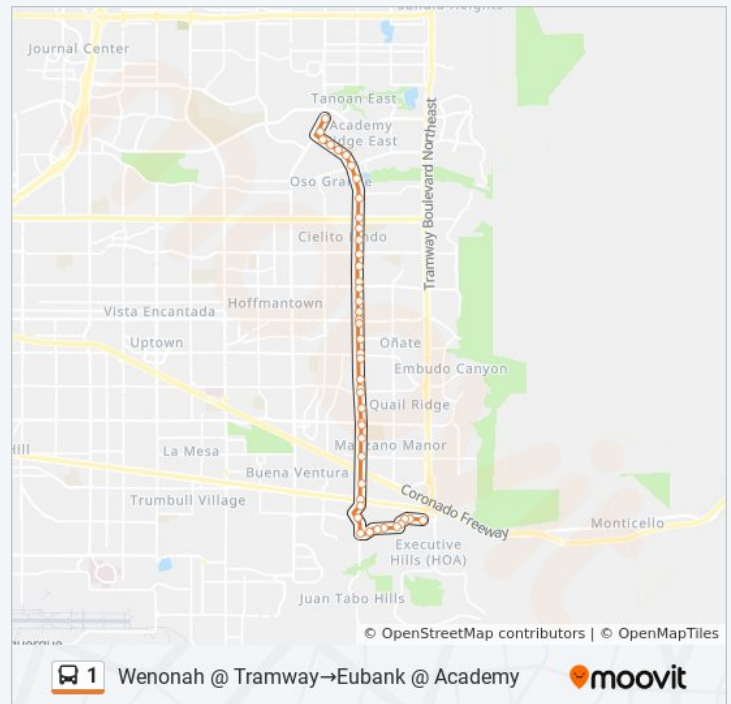 Journal Center
Tanoan East
Academy
Ridge East
Oso Grande
Tramway Boulevard Northeast
Cielito Lindo
Hoffmantown
Vista Encantada
Uptown
Oñate
Embudo Canyon
Quail Ridge
La Mesa
Manzano Manor
Buena Ventura
Trumbull Village
Coronado Freeway
Monticello
Executive
Hills (HOA)
Juan Tabo Hills
© OpenStreetMap contributors | © OpenMapTiles
1 Wenonah @ Tramway→Eubank @ Academy
moovit